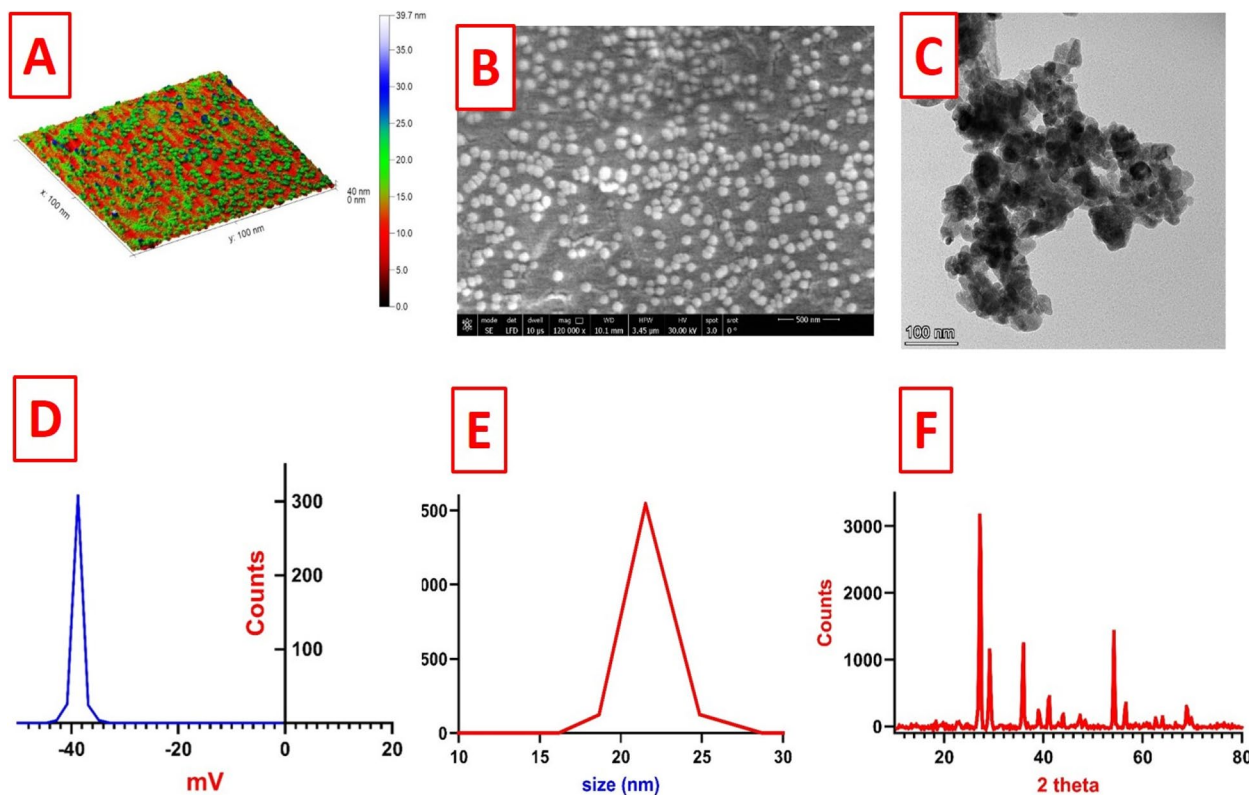 A
39.7 nm
35.0
30.0
25.0
20.0
15.0
10.0
5.0
0.0
x: 100 nm
y: 100 nm
40 nm
0 nm
B
mode det dwell mag WD HFW HV spot
SE LFD 10 µs 120 000 x 10.1 mm 3.45 µm 30.00 kV 3.0 0 °
500 nm
C
100 nm
D
Counts
300
200
100
-40 -20 0 20
mV
E
500
000
500
0
10 15 20 25 30
size (nm)
F
Counts
3000
2000
1000
0
20 40 60 80
2 theta